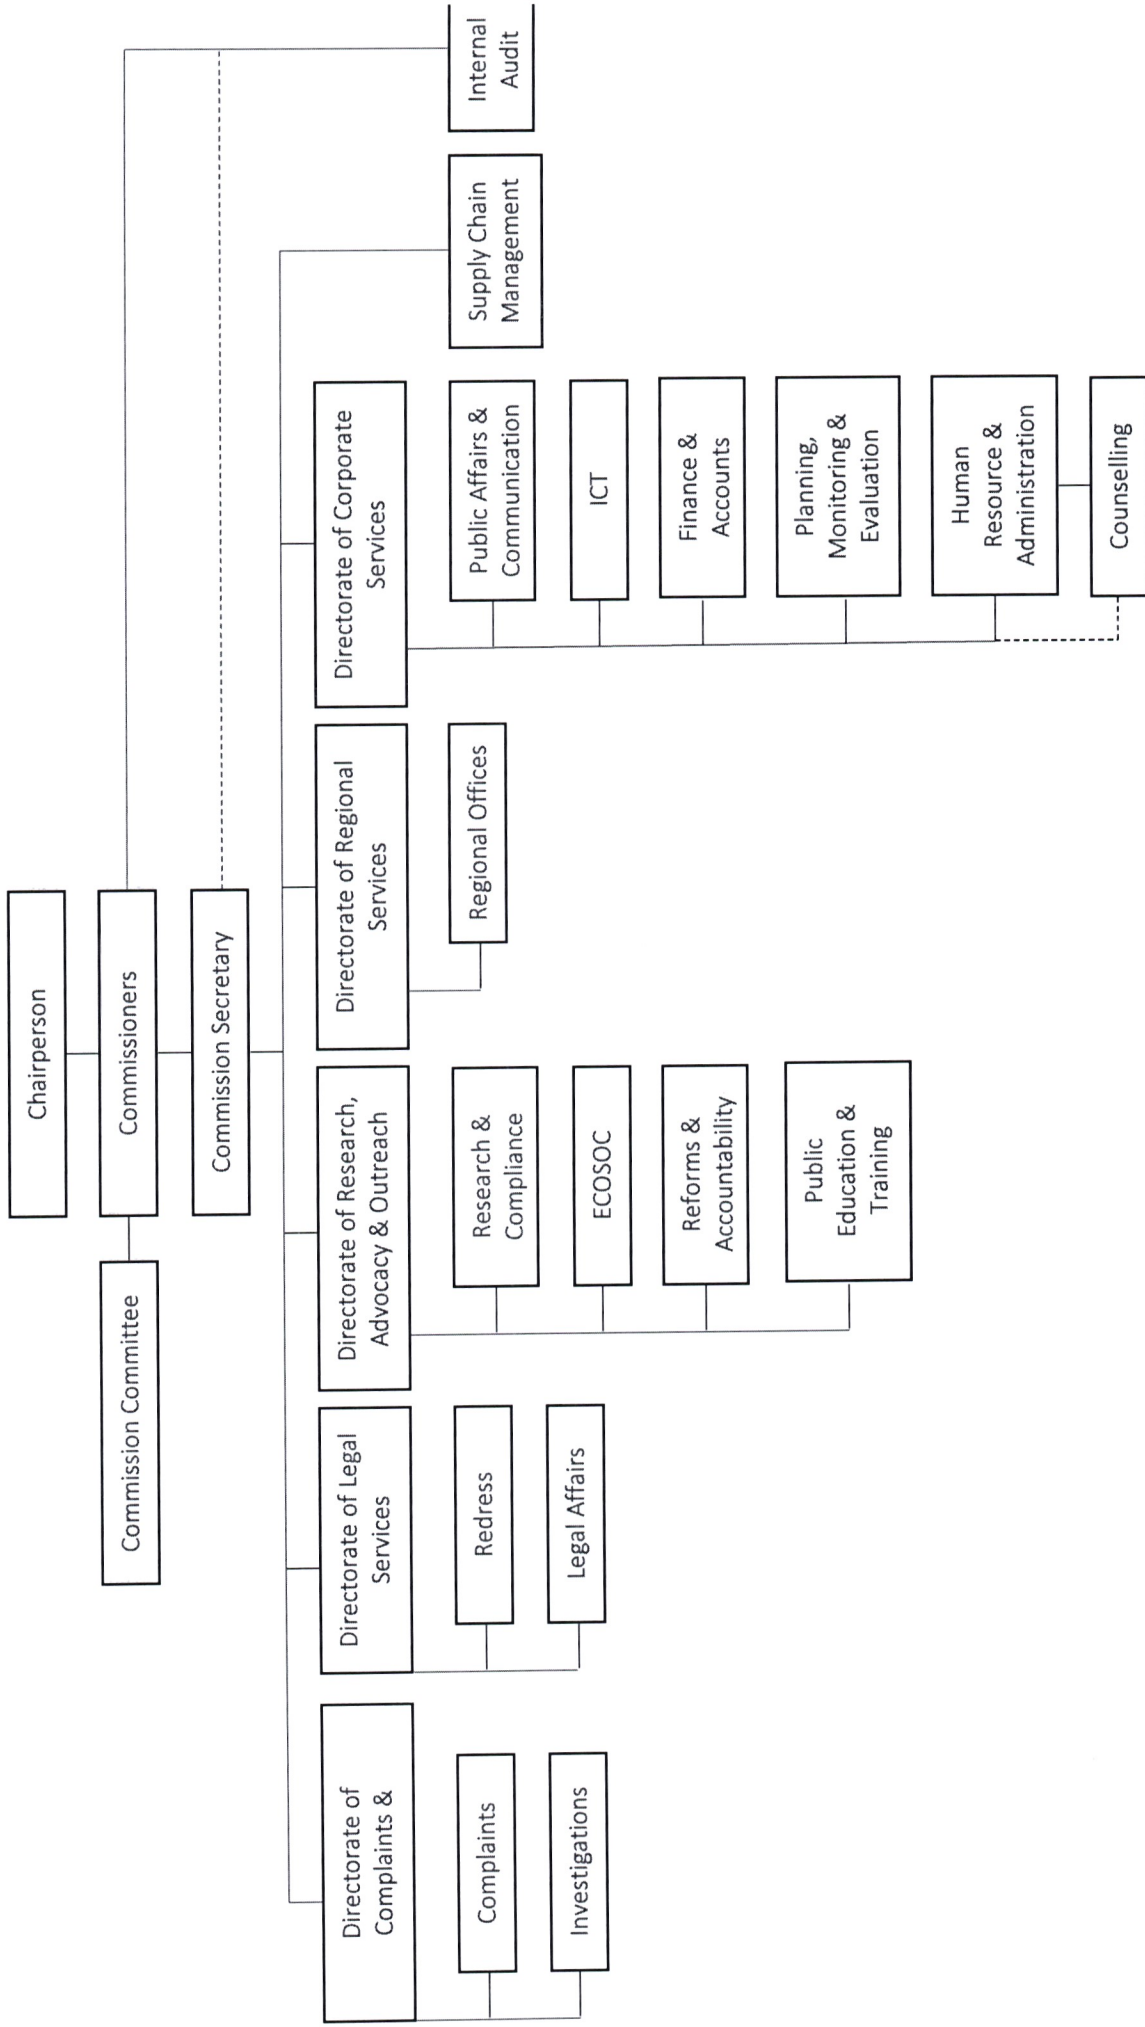 Chairperson
Commission Committee
Commissioners
Commission Secretary
Directorate of
Complaints &
Complaints
Investigations
Directorate of Legal
Services
Redress
Legal Affairs
Directorate of Research,
Advocacy & Outreach
Research &
Compliance
ECOSOC
Reforms &
Accountability
Public
Education &
Training
Directorate of Regional
Services
Regional Offices
Directorate of Corporate
Services
Public Affairs &
Communication
ICT
Finance &
Accounts
Planning,
Monitoring &
Evaluation
Human
Resource &
Administration
Counselling
Supply Chain
Management
Internal
Audit